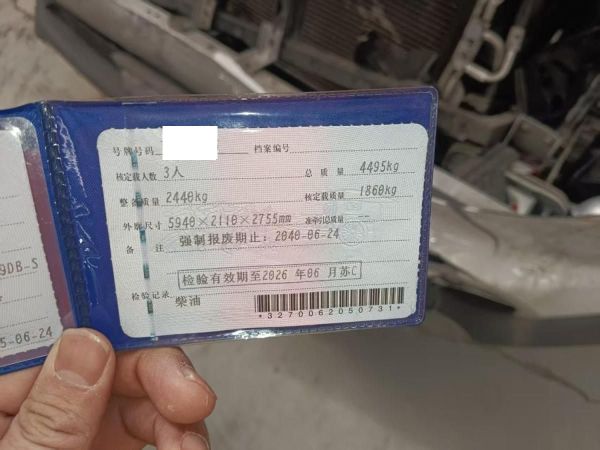 号牌号码 档案编号
核定载人数 3人 总 质 量 4495kg
整备质量 2440kg 核定载质量 1860kg
外廓尺寸 5940×2110×2755mm 准牵引总质量 --
备 注 强制报废期止：2040-06-24
检验有效期至2026 年06 月苏C
检验记录 柴油
*3270062050731*
9DB-S
5-06-24